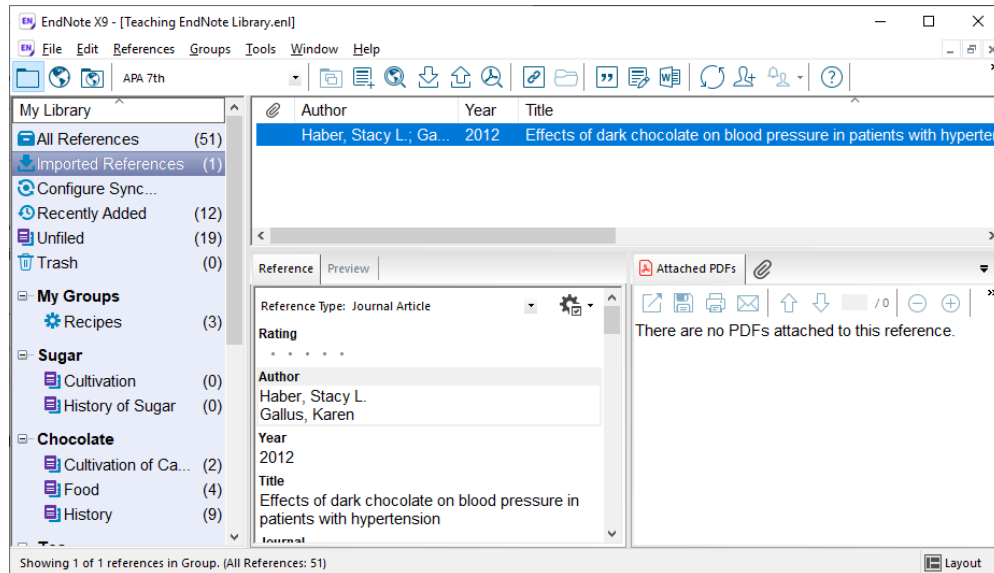 EndNote X9 - [Teaching EndNote Library.enl]
File Edit References Groups Tools Window Help
APA 7th
My Library
All References (51)
Imported References (1)
Configure Sync...
Recently Added (12)
Unfiled (19)
Trash (0)
My Groups
Recipes (3)
Sugar
Cultivation (0)
History of Sugar (0)
Chocolate
Cultivation of Ca... (2)
Food (4)
History (9)
Author Year Title
Haber, Stacy L.; Ga... 2012 Effects of dark chocolate on blood pressure in patients with hyperte
Reference Preview
Reference Type: Journal Article
Rating
Author
Haber, Stacy L.
Gallus, Karen
Year
2012
Title
Effects of dark chocolate on blood pressure in
patients with hypertension
Journal
Attached PDFs
/ 0
There are no PDFs attached to this reference.
Showing 1 of 1 references in Group. (All References: 51)
Layout